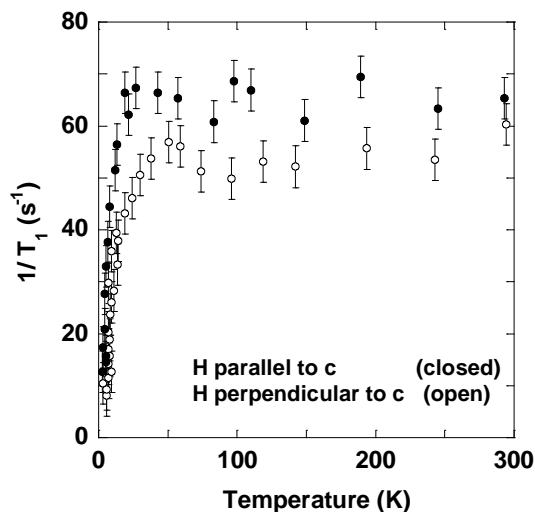 80
60
40
20
0
1/ T₁ (s⁻¹)
H parallel to c (closed)
H perpendicular to c (open)
0 100 200 300
Temperature (K)